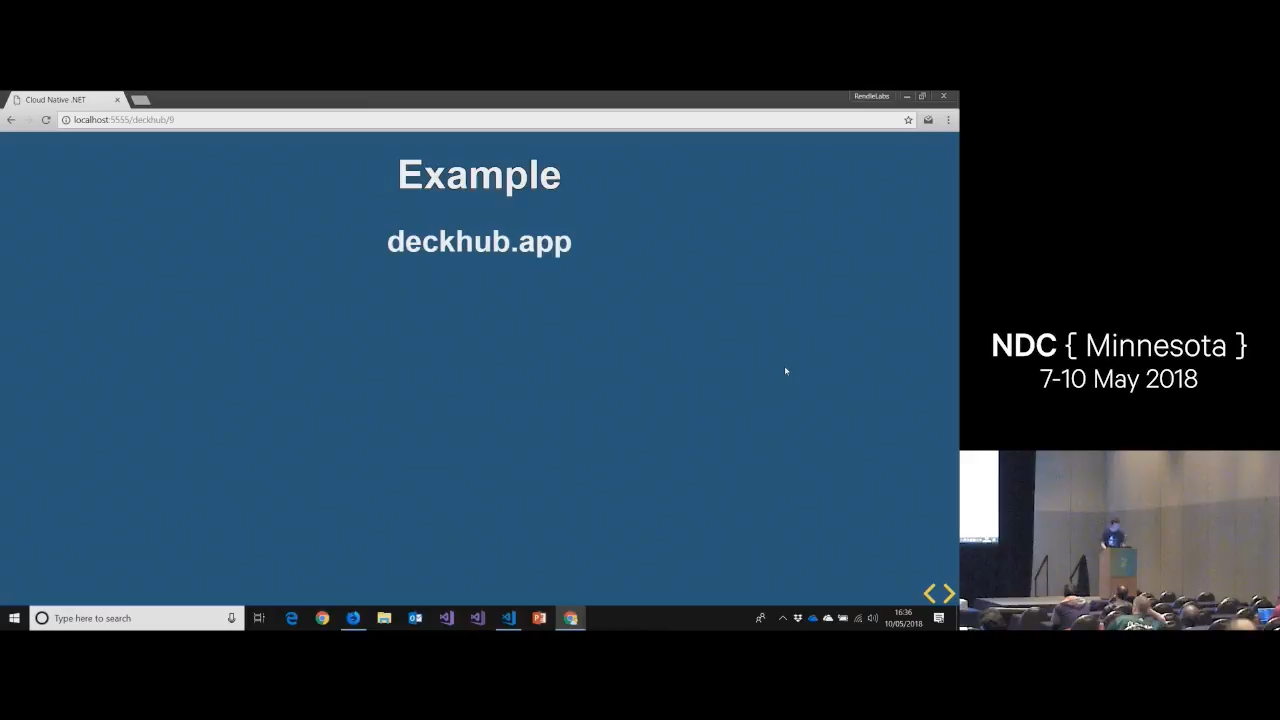 Cloud Native .NET
RendleLabs
localhost:5555/deckhub/9
Example
deckhub.app
NDC { Minnesota }
7-10 May 2018
< >
Type here to search
16:36
10/05/2018